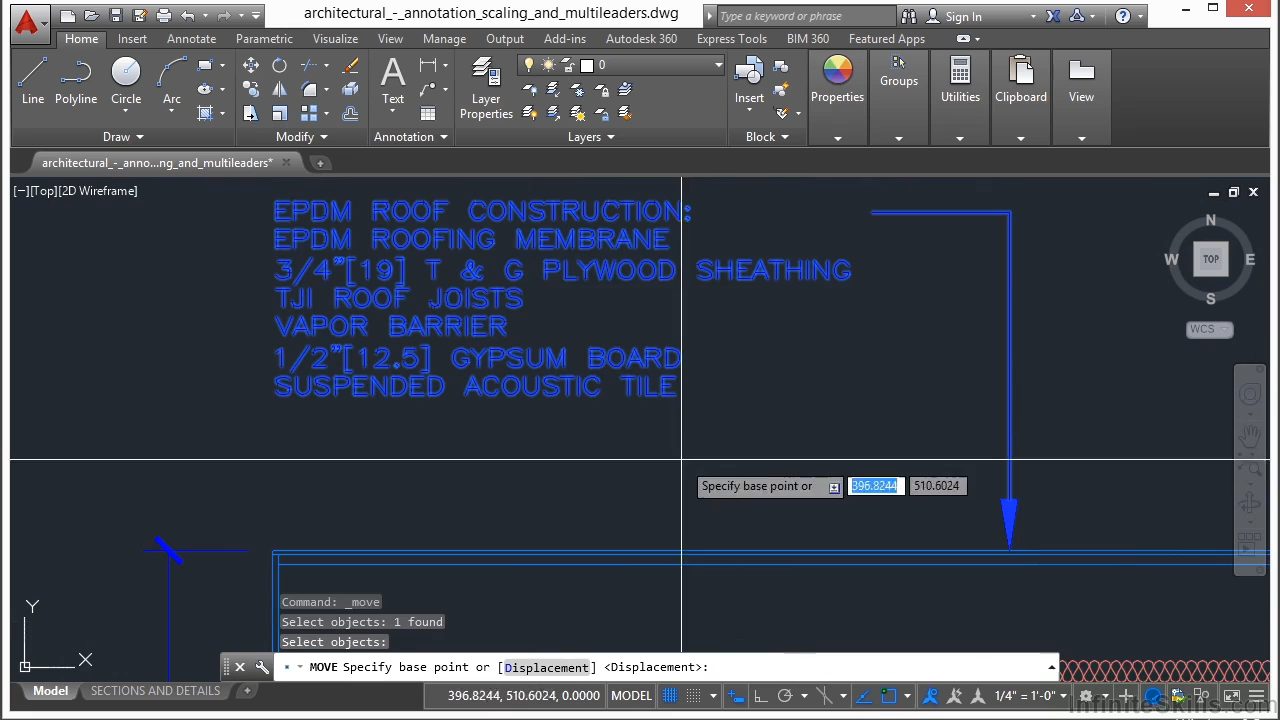 architectural_-_annotation_scaling_and_multileaders.dwg
Type a keyword or phrase
Sign In
Home Insert Annotate Parametric Visualize View Manage Output Add-ins Autodesk 360 Express Tools BIM 360 Featured Apps
0
Line Polyline Circle Arc Text Layer Properties Insert Properties Groups Utilities Clipboard View
Draw Modify Annotation Layers Block
architectural_-_anno...ng_and_multileaders*
[−][Top][2D Wireframe]
EPDM ROOF CONSTRUCTION:
EPDM ROOFING MEMBRANE
3/4"[19] T & G PLYWOOD SHEATHING
TJI ROOF JOISTS
VAPOR BARRIER
1/2"[12.5] GYPSUM BOARD
SUSPENDED ACOUSTIC TILE
N
W TOP E
S
WCS
Specify base point or 396.8244 510.6024
Y
X
Command: _move
Select objects: 1 found
Select objects:
MOVE Specify base point or [Displacement] <Displacement>:
Model SECTIONS AND DETAILS
396.8244, 510.6024, 0.0000 MODEL 1/4" = 1'-0"
InfiniteSkills.com